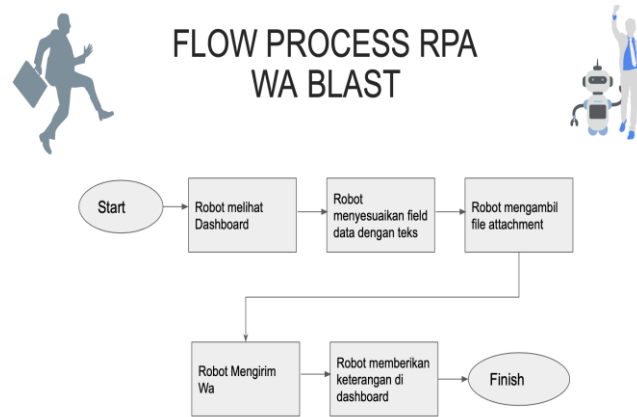 FLOW PROCESS RPA
WA BLAST
Start
Robot melihat
Dashboard
Robot
menyesuaikan field
data dengan teks
Robot mengambil
file attachment
Robot Mengirim
Wa
Robot memberikan
keterangan di
dashboard
Finish